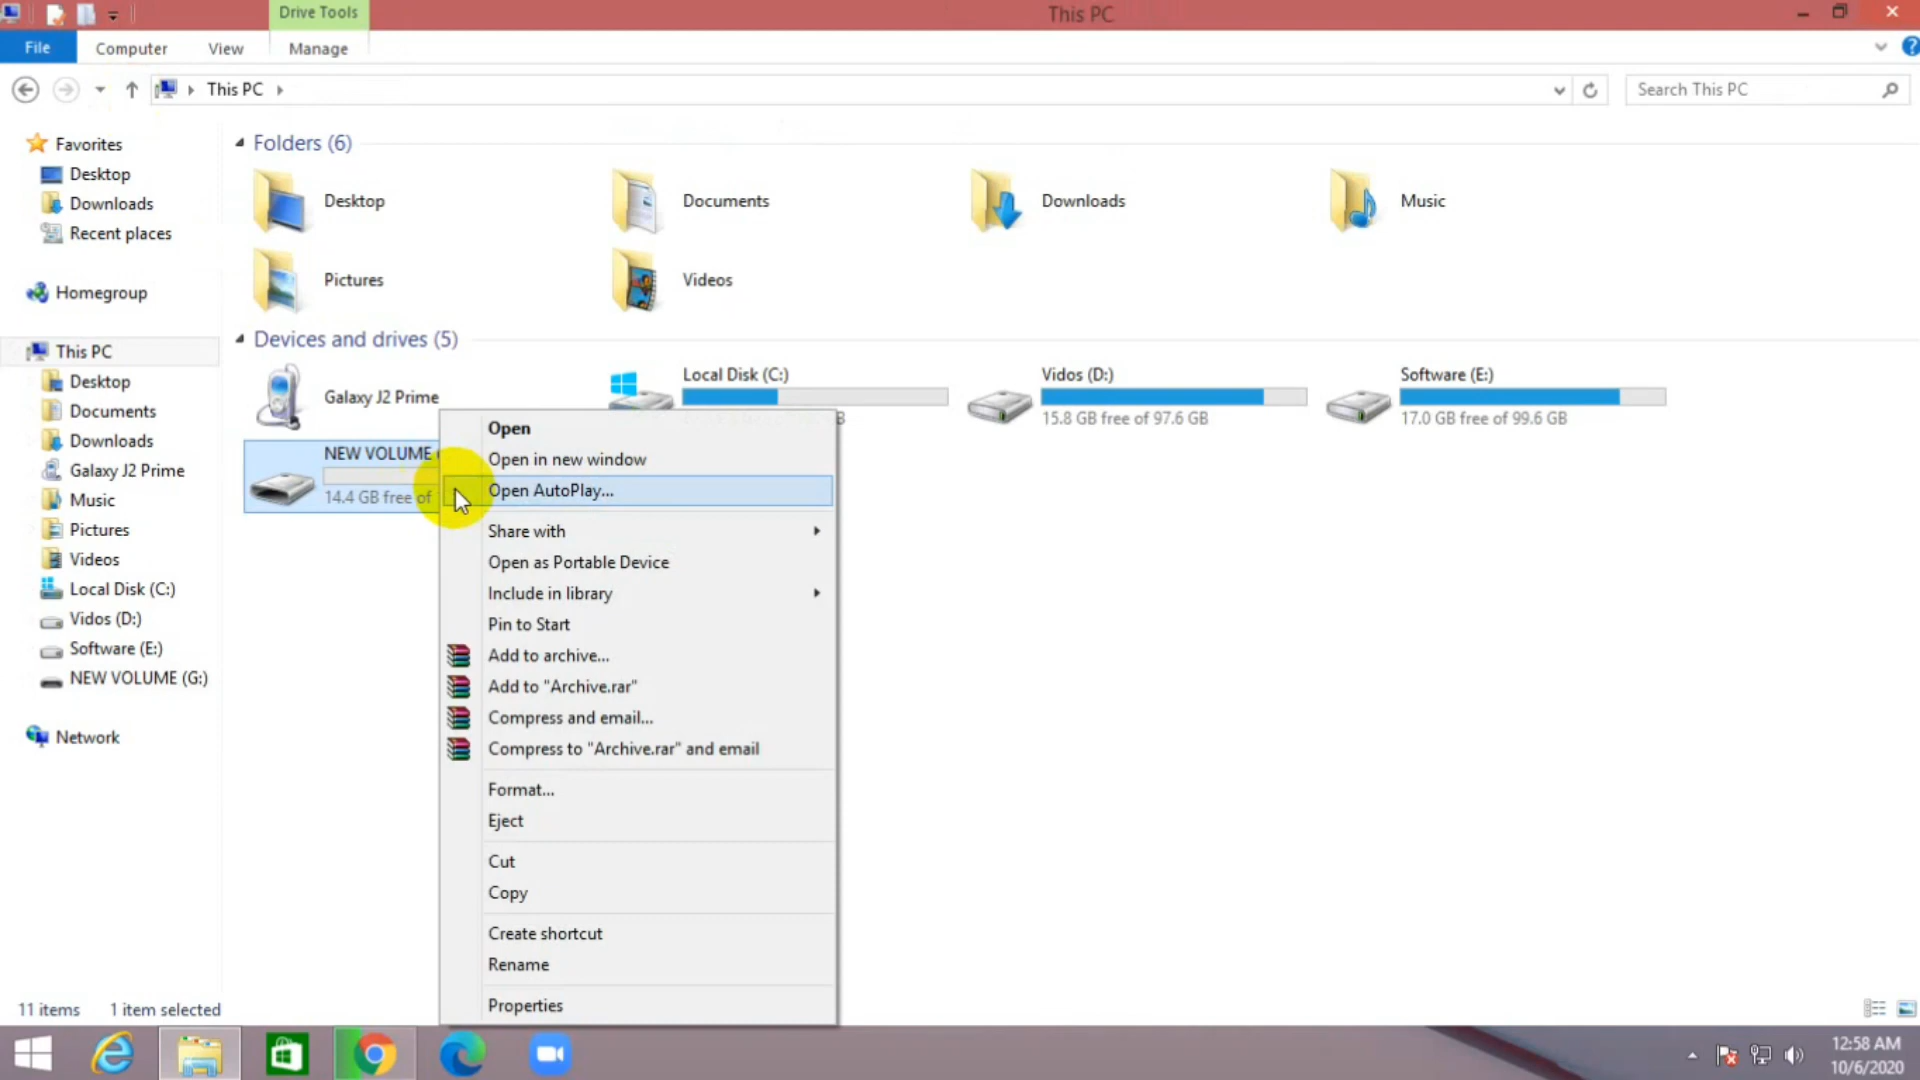 Drive Tools
This PC
File
Computer
View
Manage
This PC
Search This PC
Favorites
Desktop
Downloads
Recent places
Homegroup
This PC
Desktop
Documents
Downloads
Galaxy J2 Prime
Music
Pictures
Videos
Local Disk (C:)
Vidos (D:)
Software (E:)
NEW VOLUME (G:)
Network
Folders (6)
Desktop
Documents
Downloads
Music
Pictures
Videos
Devices and drives (5)
Galaxy J2 Prime
Local Disk (C:)
Vidos (D:)
15.8 GB free of 97.6 GB
Software (E:)
17.0 GB free of 99.6 GB
NEW VOLUME
14.4 GB free of
Open
Open in new window
Open AutoPlay...
Share with
Open as Portable Device
Include in library
Pin to Start
Add to archive...
Add to "Archive.rar"
Compress and email...
Compress to "Archive.rar" and email
Format...
Eject
Cut
Copy
Create shortcut
Rename
Properties
11 items
1 item selected
12:58 AM
10/6/2020